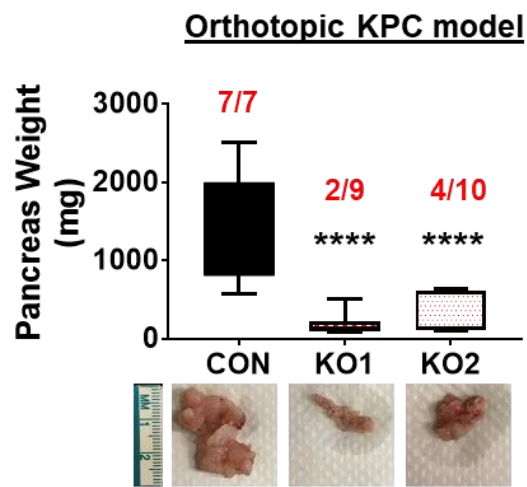 Orthotopic KPC model
Pancreas Weight
(mg)
3000
2000
1000
0
7/7
2/9
4/10
****
****
CON
KO1
KO2
MM
1
2